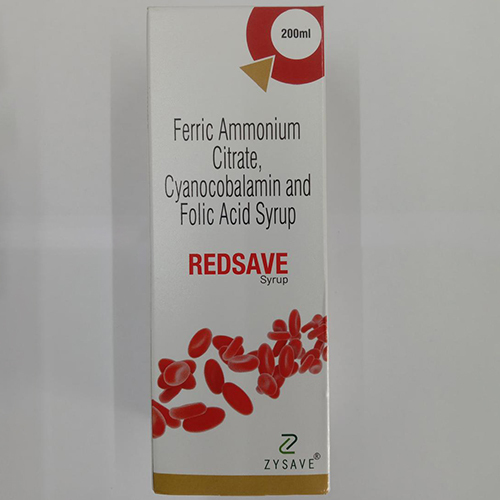 200ml
Ferric Ammonium
Citrate,
Cyanocobalamin and
Folic Acid Syrup
REDSAVE
Syrup
ZYSAVE®